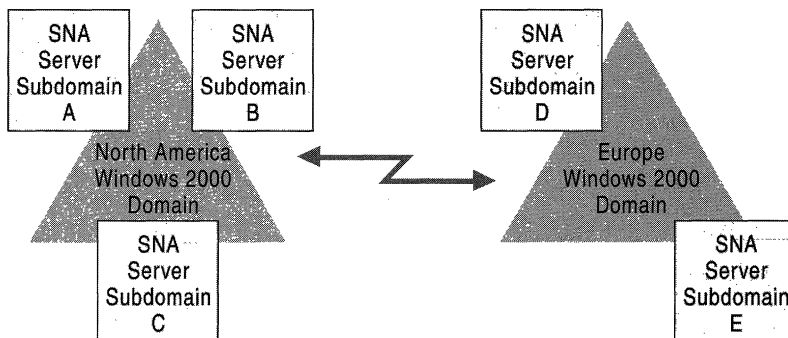 SNA
Server
Subdomain
A
SNA
Server
Subdomain
B
North America
Windows 2000
Domain
SNA
Server
Subdomain
C
SNA
Server
Subdomain
D
Europe
Windows 2000
Domain
SNA
Server
Subdomain
E